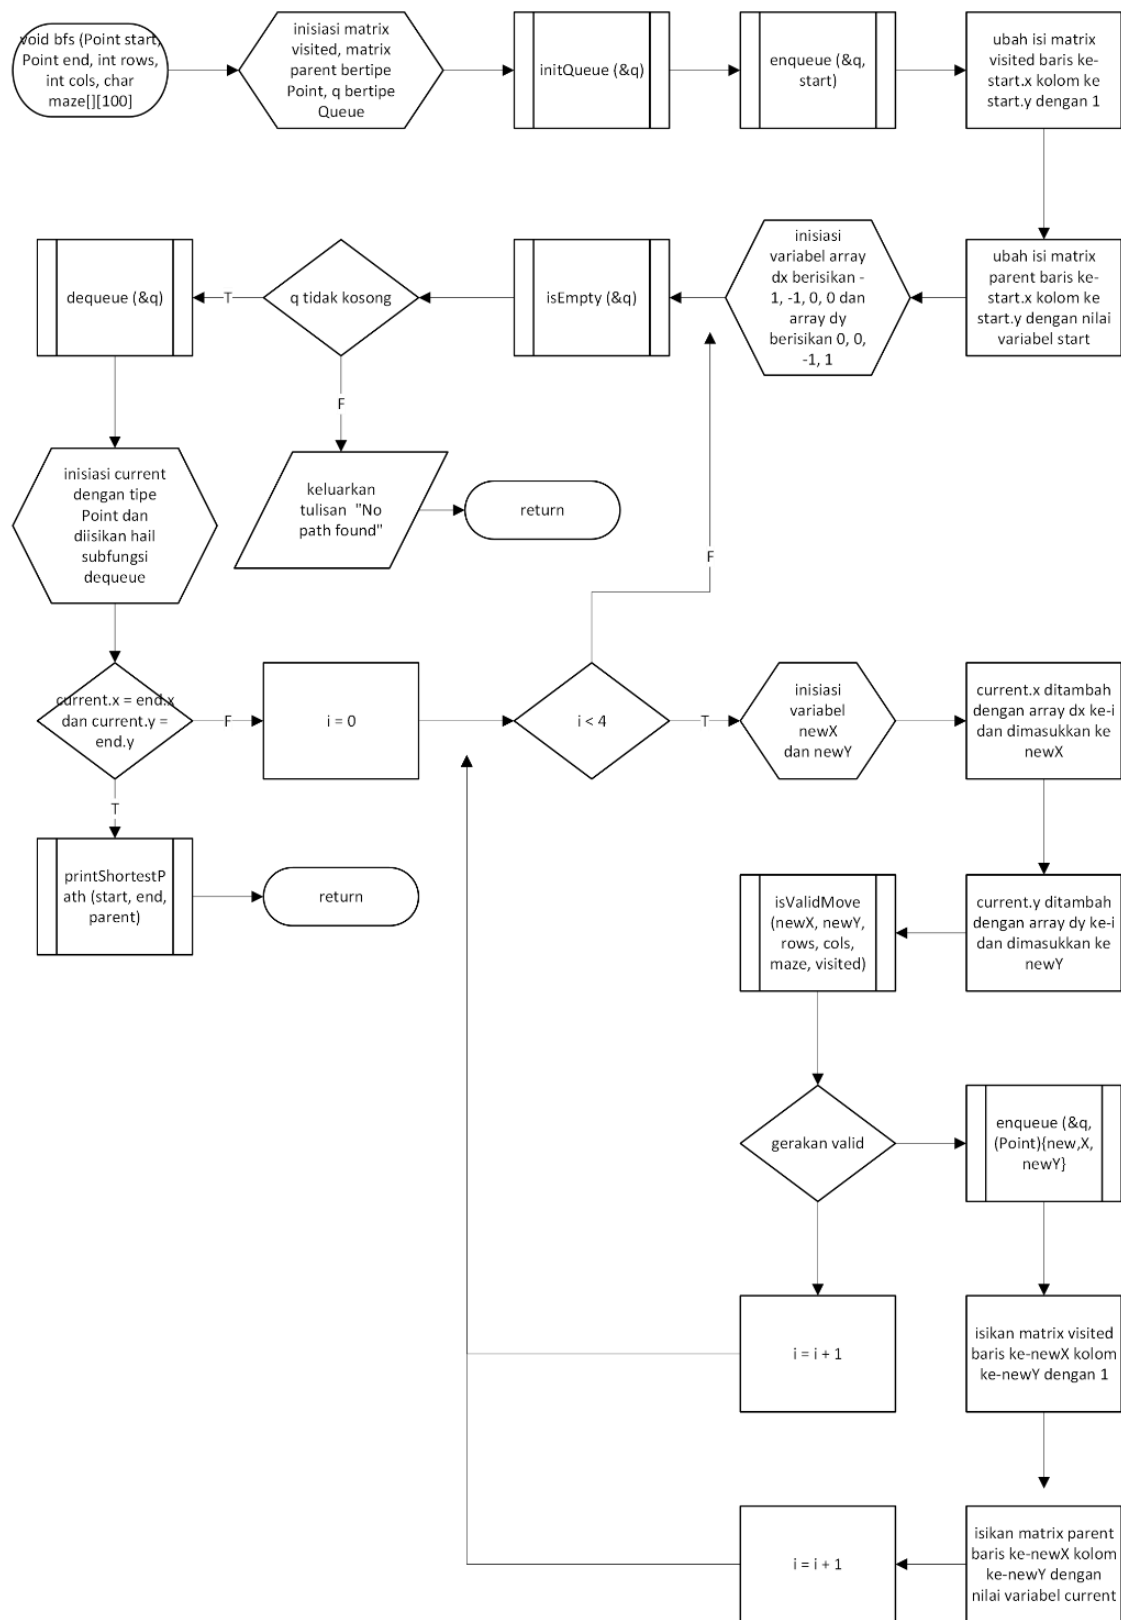 void bfs (Point start,
Point end, int rows,
int cols, char
maze[][100]
inisiasi matrix
visited, matrix
parent bertipe
Point, q bertipe
Queue
initQueue (&q)
enqueue (&q,
start)
ubah isi matrix
visited baris ke-
start.x kolom ke
start.y dengan 1
ubah isi matrix
parent baris ke-
start.x kolom ke
start.y dengan nilai
variabel start
inisiasi
variabel array
dx berisikan -
1, -1, 0, 0 dan
array dy
berisikan 0, 0,
-1, 1
isEmpty (&q)
q tidak kosong
T
dequeue (&q)
F
keluarkan
tulisan "No
path found"
return
inisiasi current
dengan tipe
Point dan
diisikan hail
subfungsi
dequeue
current.x = end.x
dan current.y =
end.y
F
i = 0
i < 4
F
T
inisiasi
variabel
newX
dan newY
current.x ditambah
dengan array dx ke-i
dan dimasukkan ke
newX
T
printShortestP
ath (start, end,
parent)
return
current.y ditambah
dengan array dy ke-i
dan dimasukkan ke
newY
isValidMove
(newX, newY,
rows, cols,
maze, visited)
gerakan valid
enqueue (&q,
(Point){new,X,
newY}
i = i + 1
isikan matrix visited
baris ke-newX kolom
ke-newY dengan 1
isikan matrix parent
baris ke-newX kolom
ke-newY dengan
nilai variabel current
i = i + 1